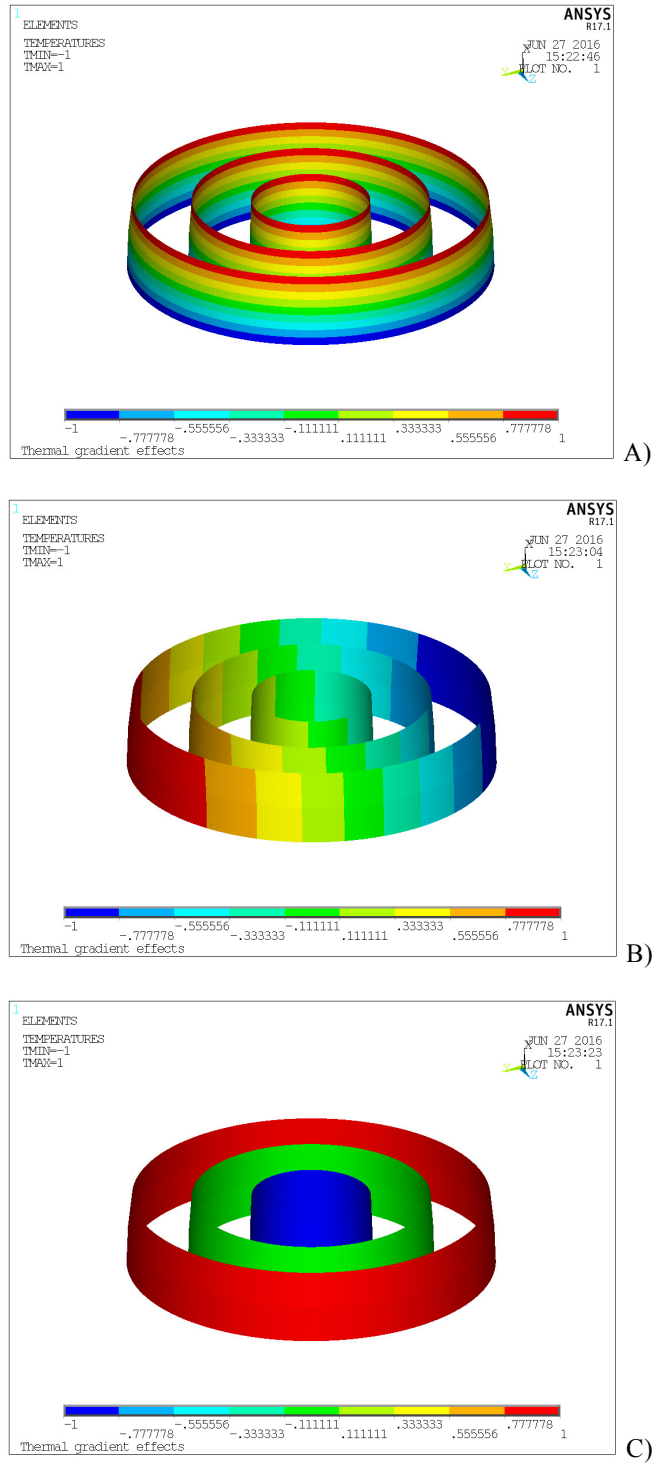 1
ANSYS
R17.1
ELEMENTS
TEMPERATURES
TMIN=-1
TMAX=1
JUN 27 2016
15:22:46
PLOT NO. 1
X
Y
Z
-1 -.555556 -.111111 .333333 .777778
-.777778 -.333333 .111111 .555556 1
Thermal gradient effects
A)
1
ANSYS
R17.1
ELEMENTS
TEMPERATURES
TMIN=-1
TMAX=1
JUN 27 2016
15:23:04
PLOT NO. 1
X
Y
Z
-1 -.555556 -.111111 .333333 .777778
-.777778 -.333333 .111111 .555556 1
Thermal gradient effects
B)
1
ANSYS
R17.1
ELEMENTS
TEMPERATURES
TMIN=-1
TMAX=1
JUN 27 2016
15:23:23
PLOT NO. 1
X
Y
Z
-1 -.555556 -.111111 .333333 .777778
-.777778 -.333333 .111111 .555556 1
Thermal gradient effects
C)